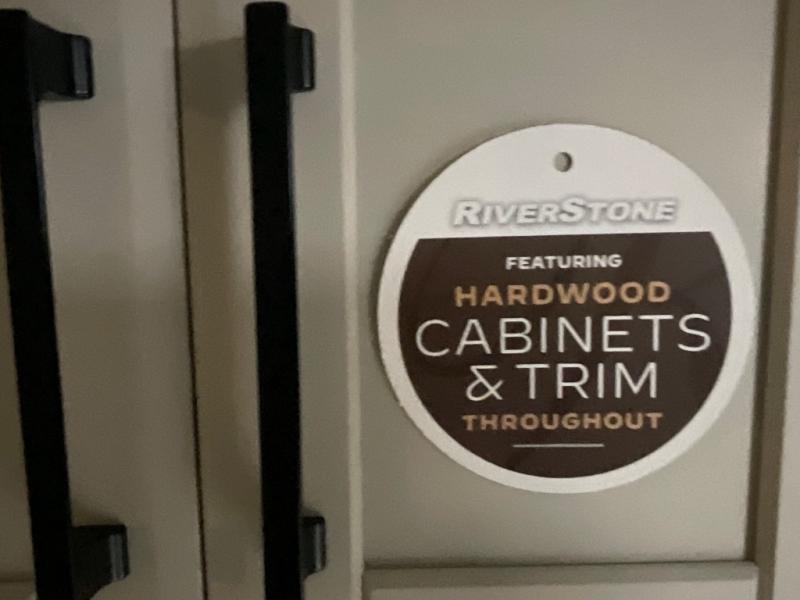 RIVERSTONE
FEATURING
HARDWOOD
CABINETS
& TRIM
THROUGHOUT